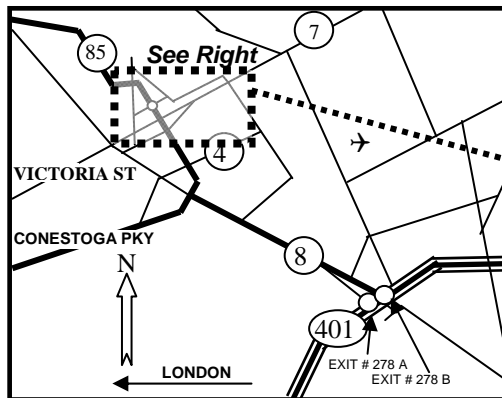 7
85
See Right
4
VICTORIA ST
CONESTOGA PKY
N
8
401
EXIT # 278 A
EXIT # 278 B
LONDON